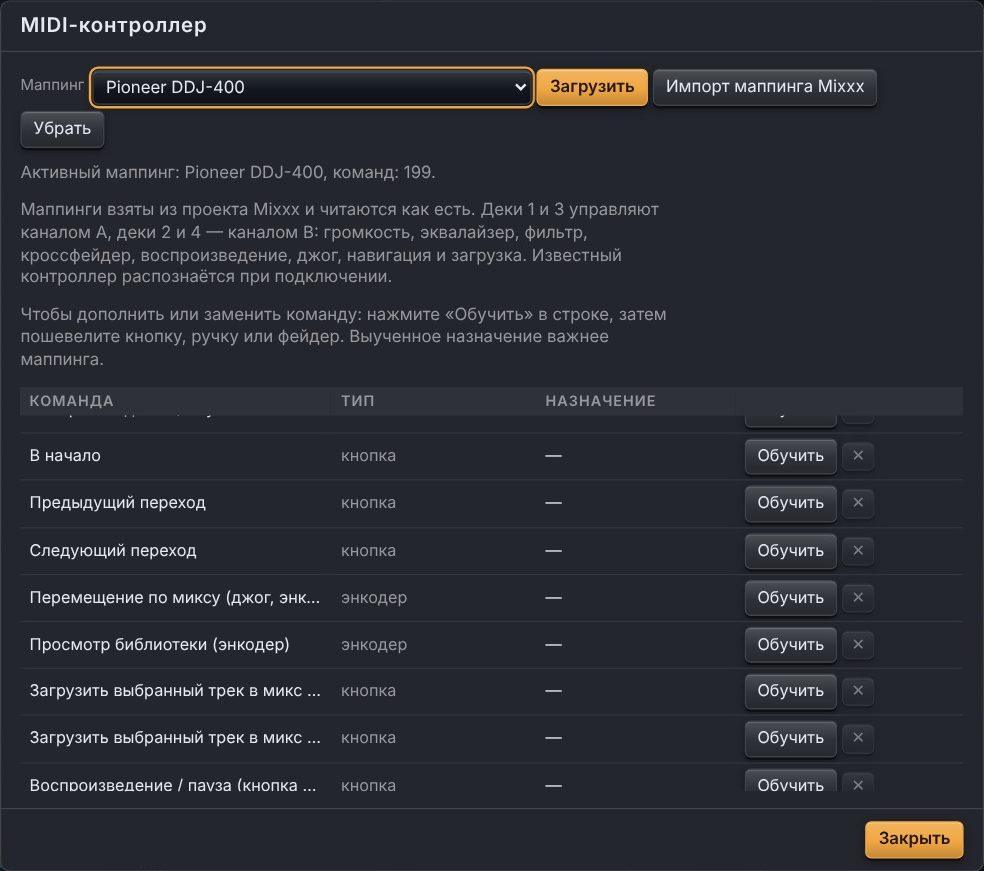 MIDI-контроллер
Маппинг Pioneer DDJ-400 Загрузить Импорт маппинга Mixxx
Убрать
Активный маппинг: Pioneer DDJ-400, команд: 199.
Маппинги взяты из проекта Mixxx и читаются как есть. Деки 1 и 3 управляют
каналом A, деки 2 и 4 — каналом B: громкость, эквалайзер, фильтр,
кроссфейдер, воспроизведение, джог, навигация и загрузка. Известный
контроллер распознаётся при подключении.
Чтобы дополнить или заменить команду: нажмите «Обучить» в строке, затем
пошевелите кнопку, ручку или фейдер. Выученное назначение важнее
маппинга.
КОМАНДА ТИП НАЗНАЧЕНИЕ
В начало кнопка — Обучить ×
Предыдущий переход кнопка — Обучить ×
Следующий переход кнопка — Обучить ×
Перемещение по миксу (джог, энк... энкодер — Обучить ×
Просмотр библиотеки (энкодер) энкодер — Обучить ×
Загрузить выбранный трек в микс ... кнопка — Обучить ×
Загрузить выбранный трек в микс ... кнопка — Обучить ×
Воспроизведение / пауза (кнопка ... кнопка — Обучить ×
Закрыть